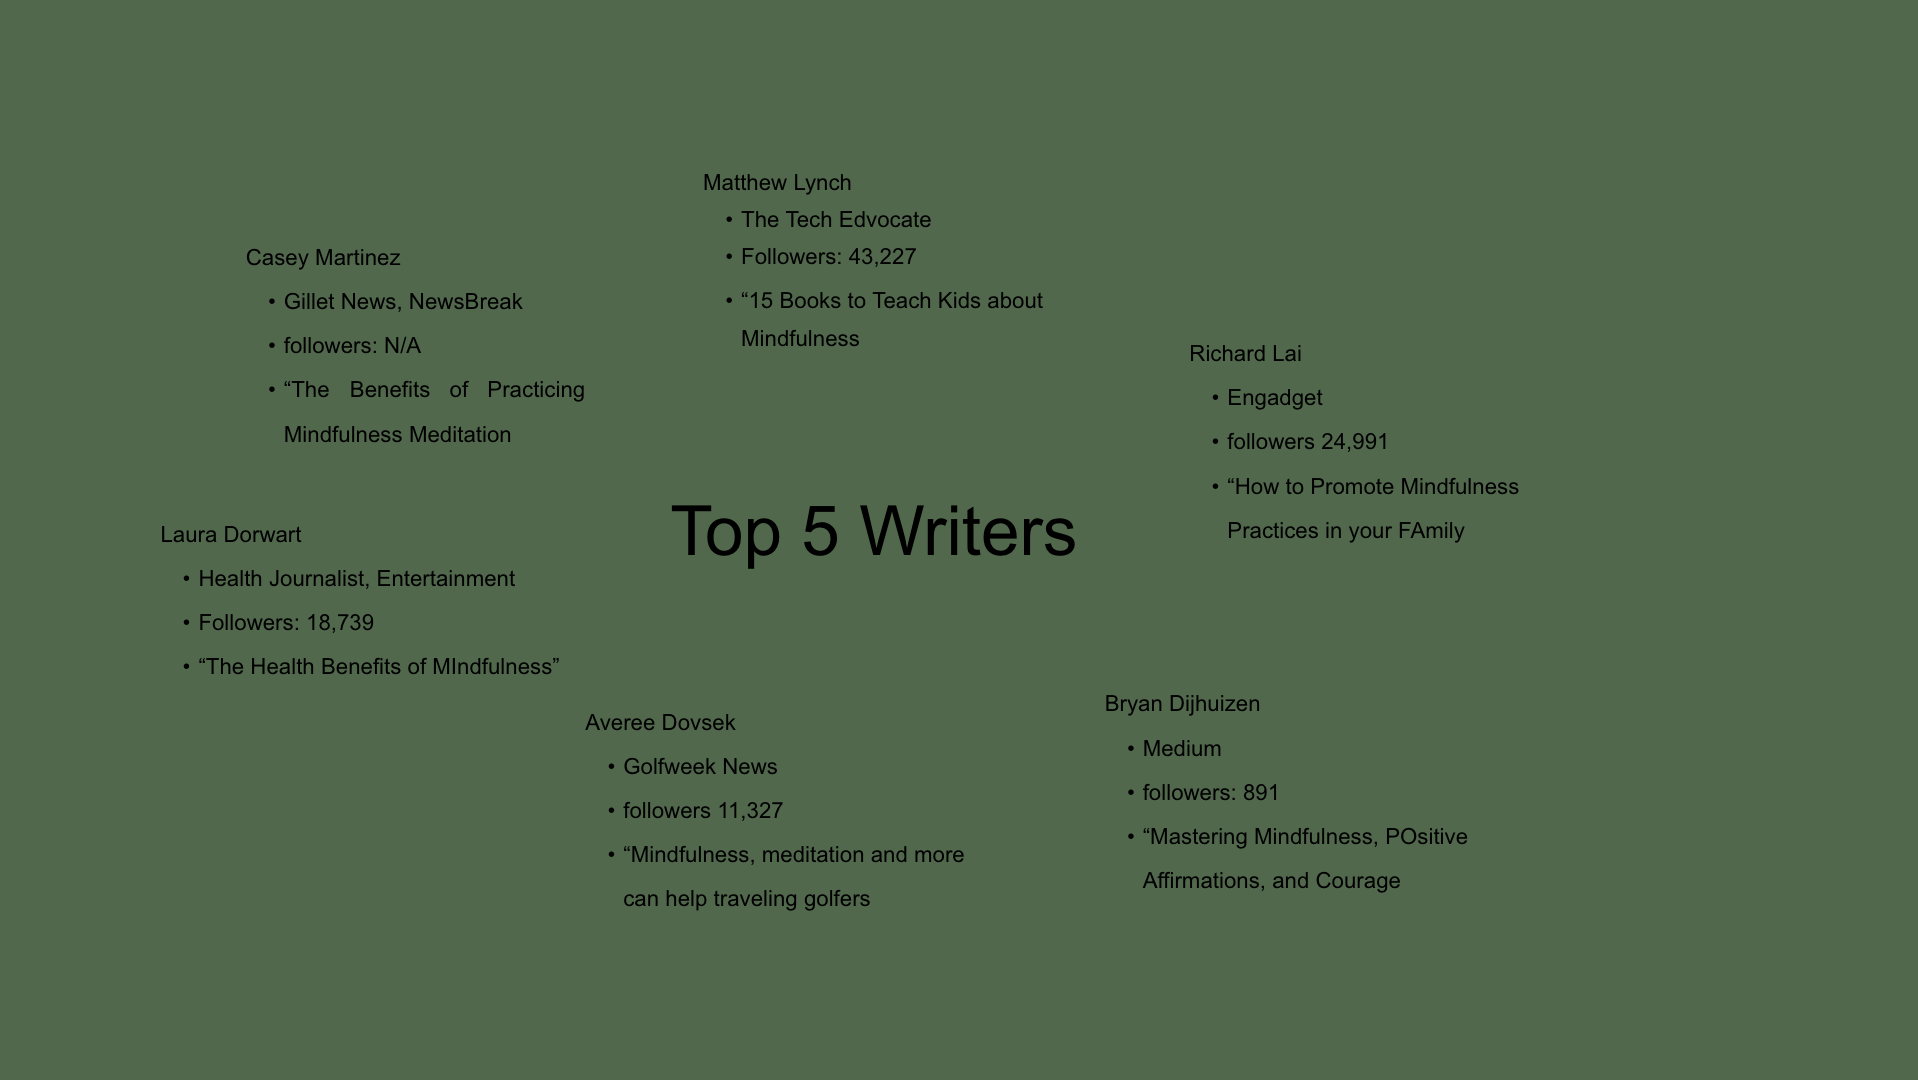 Matthew Lynch
• The Tech Edvocate
• Followers: 43,227
• “15 Books to Teach Kids about
Mindfulness
Casey Martinez
• Gillet News, NewsBreak
• followers: N/A
• “The Benefits of Practicing
Mindfulness Meditation
Richard Lai
• Engadget
• followers 24,991
• “How to Promote Mindfulness
Practices in your FAmily
Top 5 Writers
Laura Dorwart
• Health Journalist, Entertainment
• Followers: 18,739
• “The Health Benefits of MIndfulness”
Averee Dovsek
• Golfweek News
• followers 11,327
• “Mindfulness, meditation and more
can help traveling golfers
Bryan Dijhuizen
• Medium
• followers: 891
• “Mastering Mindfulness, POsitive
Affirmations, and Courage